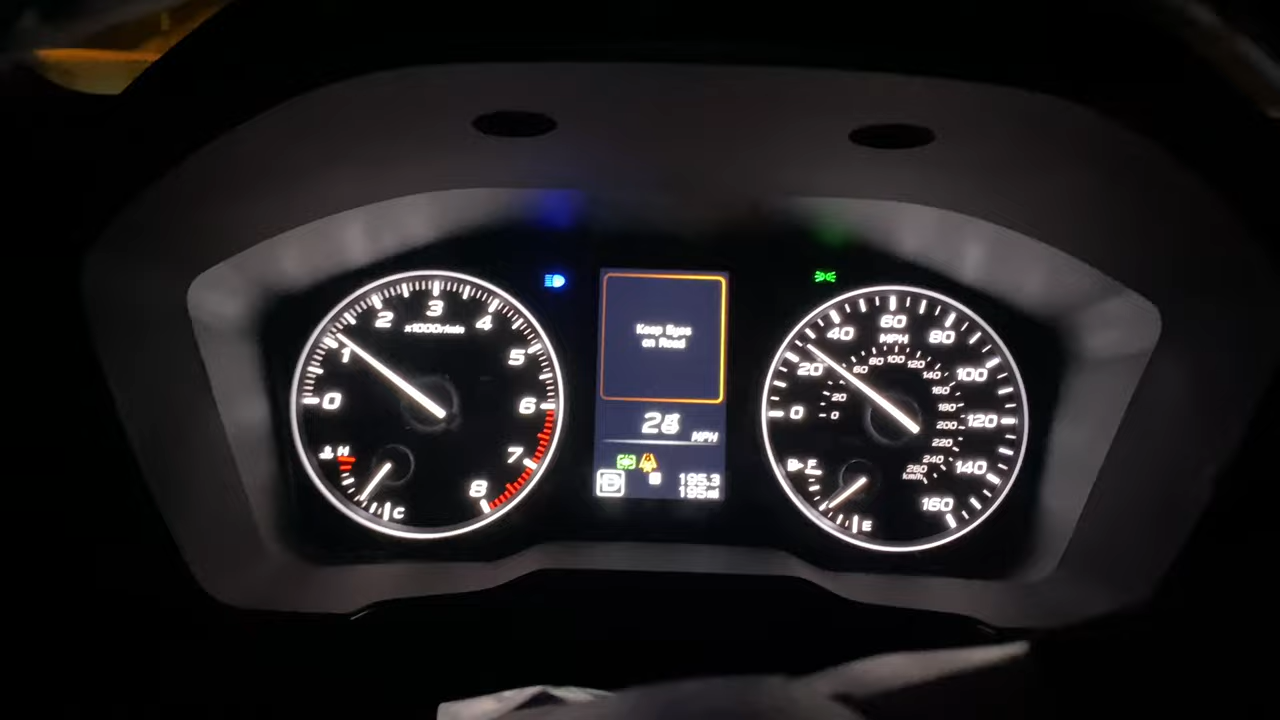 3
2 4
x1000r/min
1 5
0 6
H 7
C 8
Keep Eyes
on Road
MPH
195.3
195mi
60
40 80
MPH
20 100
0 120
140
160
80 100 120
60 140
160
20 180
0 200
220
240
260
km/h
F
E